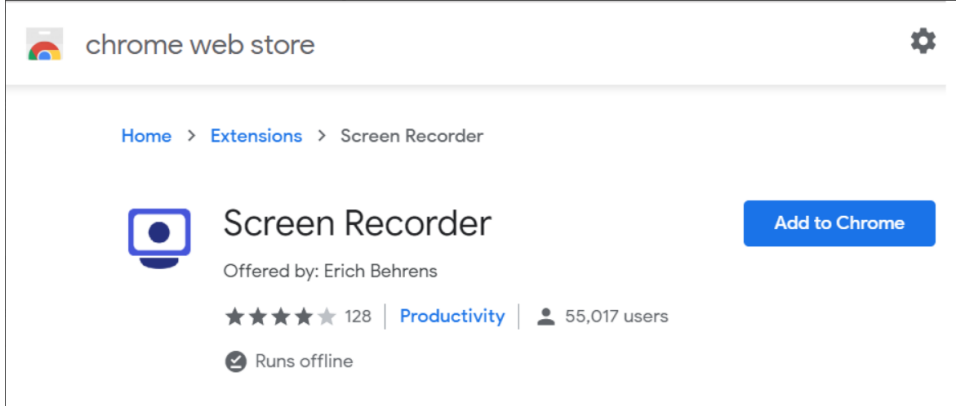 chrome web store
Home > Extensions > Screen Recorder
Screen Recorder
Add to Chrome
Offered by: Erich Behrens
128 Productivity 55,017 users
Runs offline